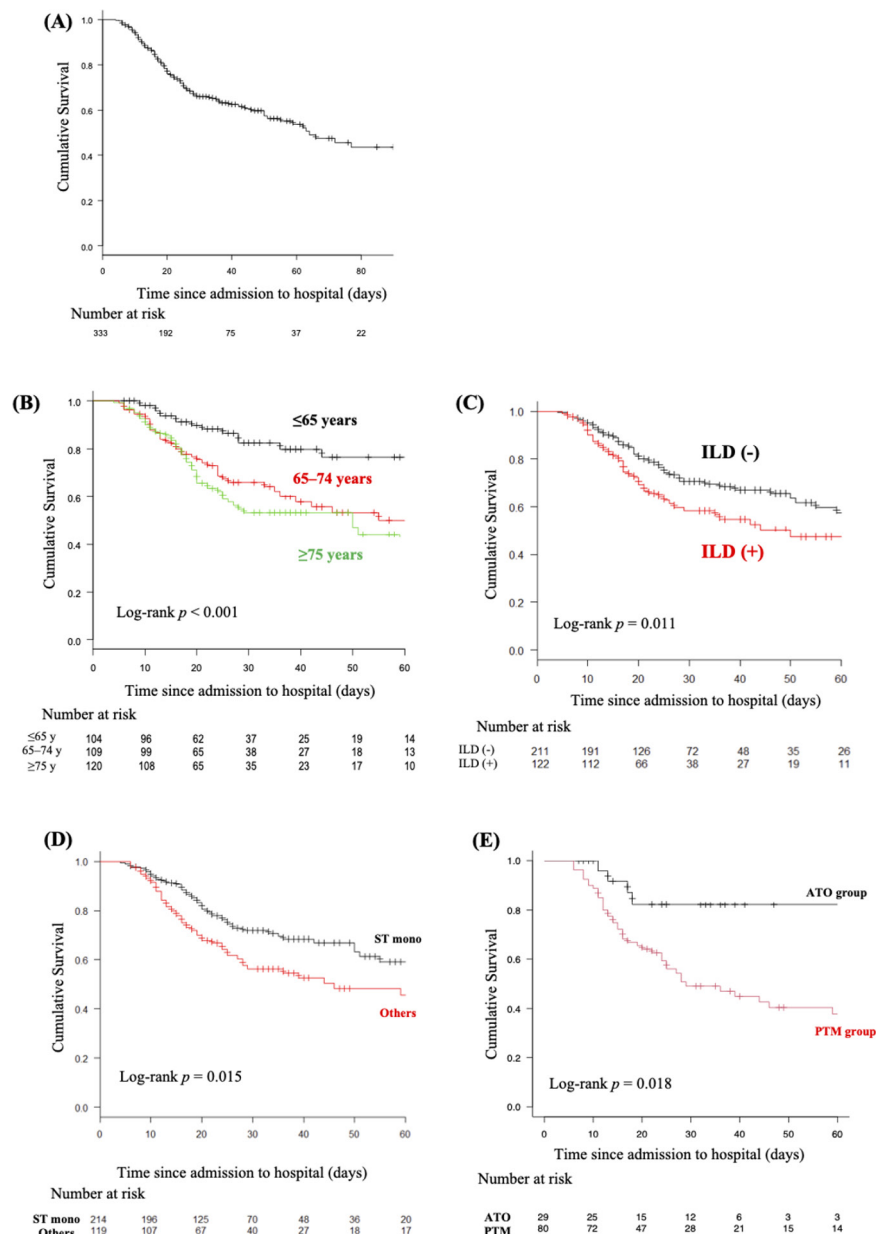 (A)
Cumulative Survival
1.0
0.8
0.6
0.4
0.2
0.0
0 20 40 60 80
Time since admission to hospital (days)
Number at risk
333 192 75 37 22
(B)
Cumulative Survival
1.0
0.8
0.6
0.4
0.2
0.0
≤65 years
65–74 years
≥75 years
Log-rank p < 0.001
0 10 20 30 40 50 60
Time since admission to hospital (days)
Number at risk
≤65 y 104 96 62 37 25 19 14
65–74 y 109 99 65 38 27 18 13
≥75 y 120 108 65 35 23 17 10
(C)
Cumulative Survival
1.0
0.8
0.6
0.4
0.2
0.0
ILD (-)
ILD (+)
Log-rank p = 0.011
0 10 20 30 40 50 60
Time since admission to hospital (days)
Number at risk
ILD (-) 211 191 126 72 48 35 26
ILD (+) 122 112 66 38 27 19 11
(D)
Cumulative Survival
1.0
0.8
0.6
0.4
0.2
0.0
ST mono
Others
Log-rank p = 0.015
0 10 20 30 40 50 60
Time since admission to hospital (days)
Number at risk
ST mono 214 196 125 70 48 36 20
Others 119 107 67 40 27 18 17
(E)
Cumulative Survival
1.0
0.8
0.6
0.4
0.2
0.0
ATO group
PTM group
Log-rank p = 0.018
0 10 20 30 40 50 60
Time since admission to hospital (days)
Number at risk
ATO 29 25 15 12 6 3 3
PTM 80 72 47 28 21 15 14